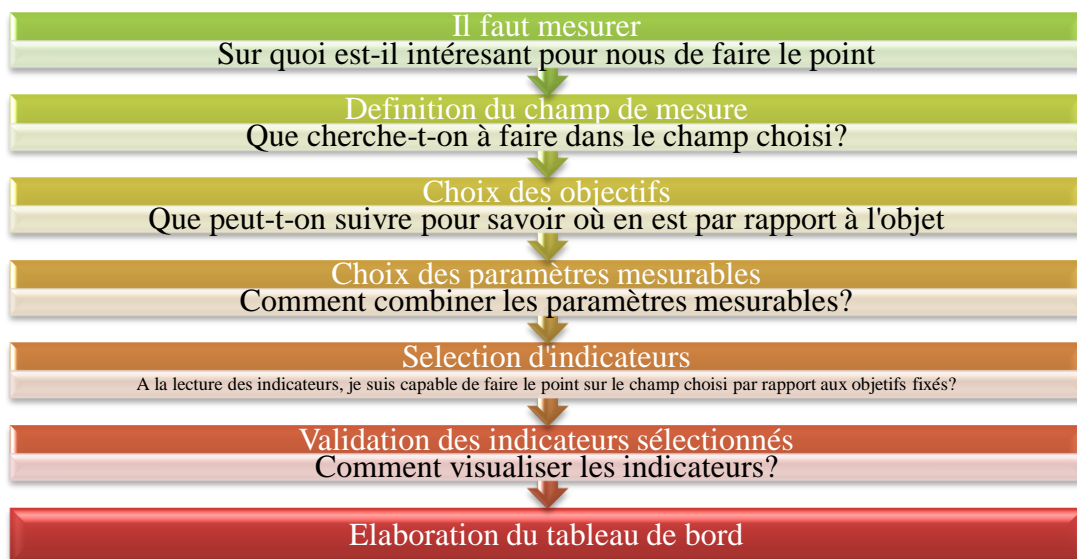 Il faut mesurer
Sur quoi est-il intéresant pour nous de faire le point
Definition du champ de mesure
Que cherche-t-on à faire dans le champ choisi?
Choix des objectifs
Que peut-t-on suivre pour savoir où en est par rapport à l'objet
Choix des paramètres mesurables
Comment combiner les paramètres mesurables?
Selection d'indicateurs
A la lecture des indicateurs, je suis capable de faire le point sur le champ choisi par rapport aux objetifs fixés?
Validation des indicateurs sélectionnés
Comment visualiser les indicateurs?
Elaboration du tableau de bord